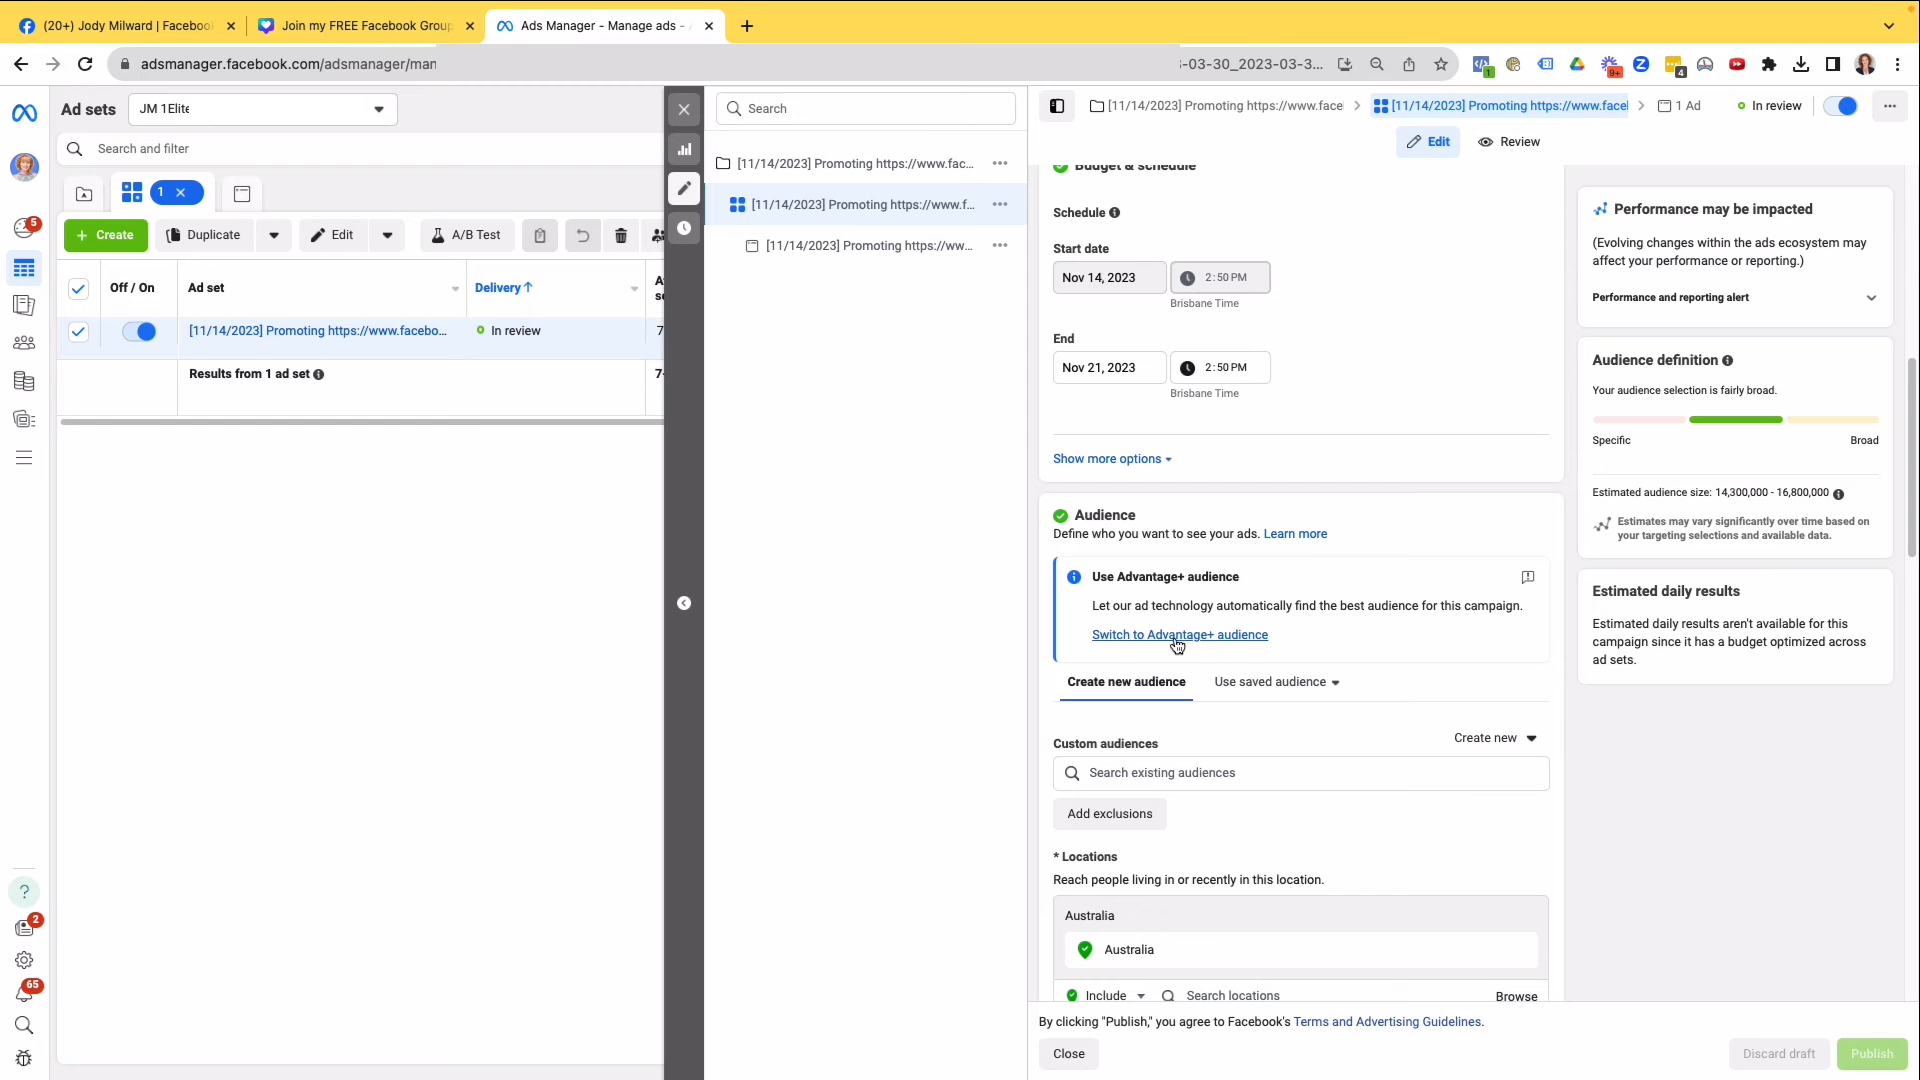 (20+) Jody Milward | Facebook
Join my FREE Facebook Group
Ads Manager - Manage ads -
adsmanager.facebook.com/adsmanager/man
-03-30_2023-03-3...
1
9+
4
Ad sets
JM 1Elite
Search and filter
1
5
Create
Duplicate
Edit
A/B Test
Off / On
Ad set
Delivery↑
[11/14/2023] Promoting https://www.facebo...
In review
7
Results from 1 ad set
7-
?
2
65
Search
[11/14/2023] Promoting https://www.fac...
[11/14/2023] Promoting https://www.f...
[11/14/2023] Promoting https://ww...
[11/14/2023] Promoting https://www.face
[11/14/2023] Promoting https://www.facel
1 Ad
In review
Edit
Review
Budget & schedule
Schedule
Start date
Nov 14, 2023
2:50 PM
Brisbane Time
End
Nov 21, 2023
2:50 PM
Brisbane Time
Show more options
Audience
Define who you want to see your ads. Learn more
Use Advantage+ audience
Let our ad technology automatically find the best audience for this campaign.
Switch to Advantage+ audience
Create new audience
Use saved audience
Custom audiences
Create new
Search existing audiences
Add exclusions
* Locations
Reach people living in or recently in this location.
Australia
Australia
Include
Search locations
Browse
By clicking "Publish," you agree to Facebook's Terms and Advertising Guidelines.
Close
Discard draft
Publish
Performance may be impacted
(Evolving changes within the ads ecosystem may
affect your performance or reporting.)
Performance and reporting alert
Audience definition
Your audience selection is fairly broad.
Specific
Broad
Estimated audience size: 14,300,000 - 16,800,000
Estimates may vary significantly over time based on
your targeting selections and available data.
Estimated daily results
Estimated daily results aren't available for this
campaign since it has a budget optimized across
ad sets.